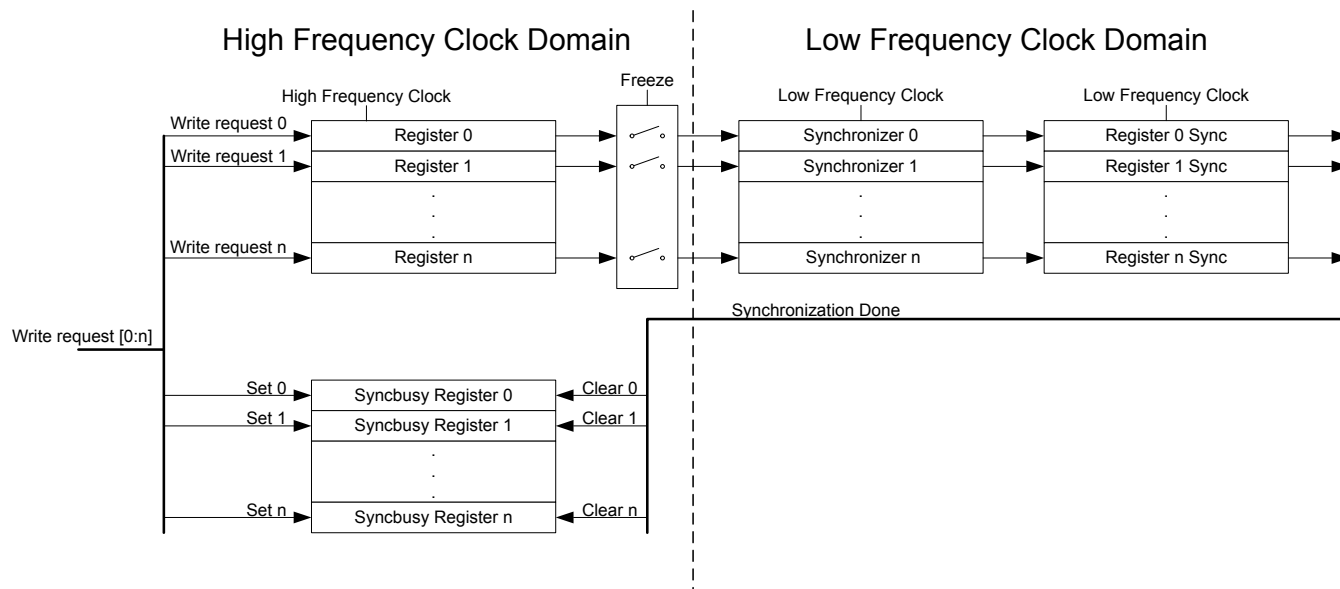 High Frequency Clock Domain
Low Frequency Clock Domain
Freeze
High Frequency Clock
Low Frequency Clock
Low Frequency Clock
Write request 0
Register 0
Synchronizer 0
Register 0 Sync
Write request 1
Register 1
Synchronizer 1
Register 1 Sync
.
.
.
.
.
.
.
.
.
Write request n
Register n
Synchronizer n
Register n Sync
Synchronization Done
Write request [0:n]
Set 0
Syncbusy Register 0
Clear 0
Set 1
Syncbusy Register 1
Clear 1
.
.
.
Set n
Syncbusy Register n
Clear n